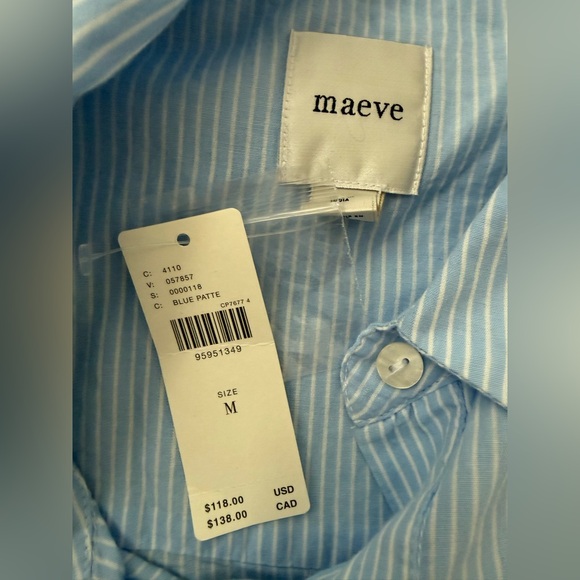 maeve
C: 4110
V: 057857
S: 0000118
C: BLUE PATTE
CP7677 4
95951349
SIZE
M
$118.00 USD
$138.00 CAD